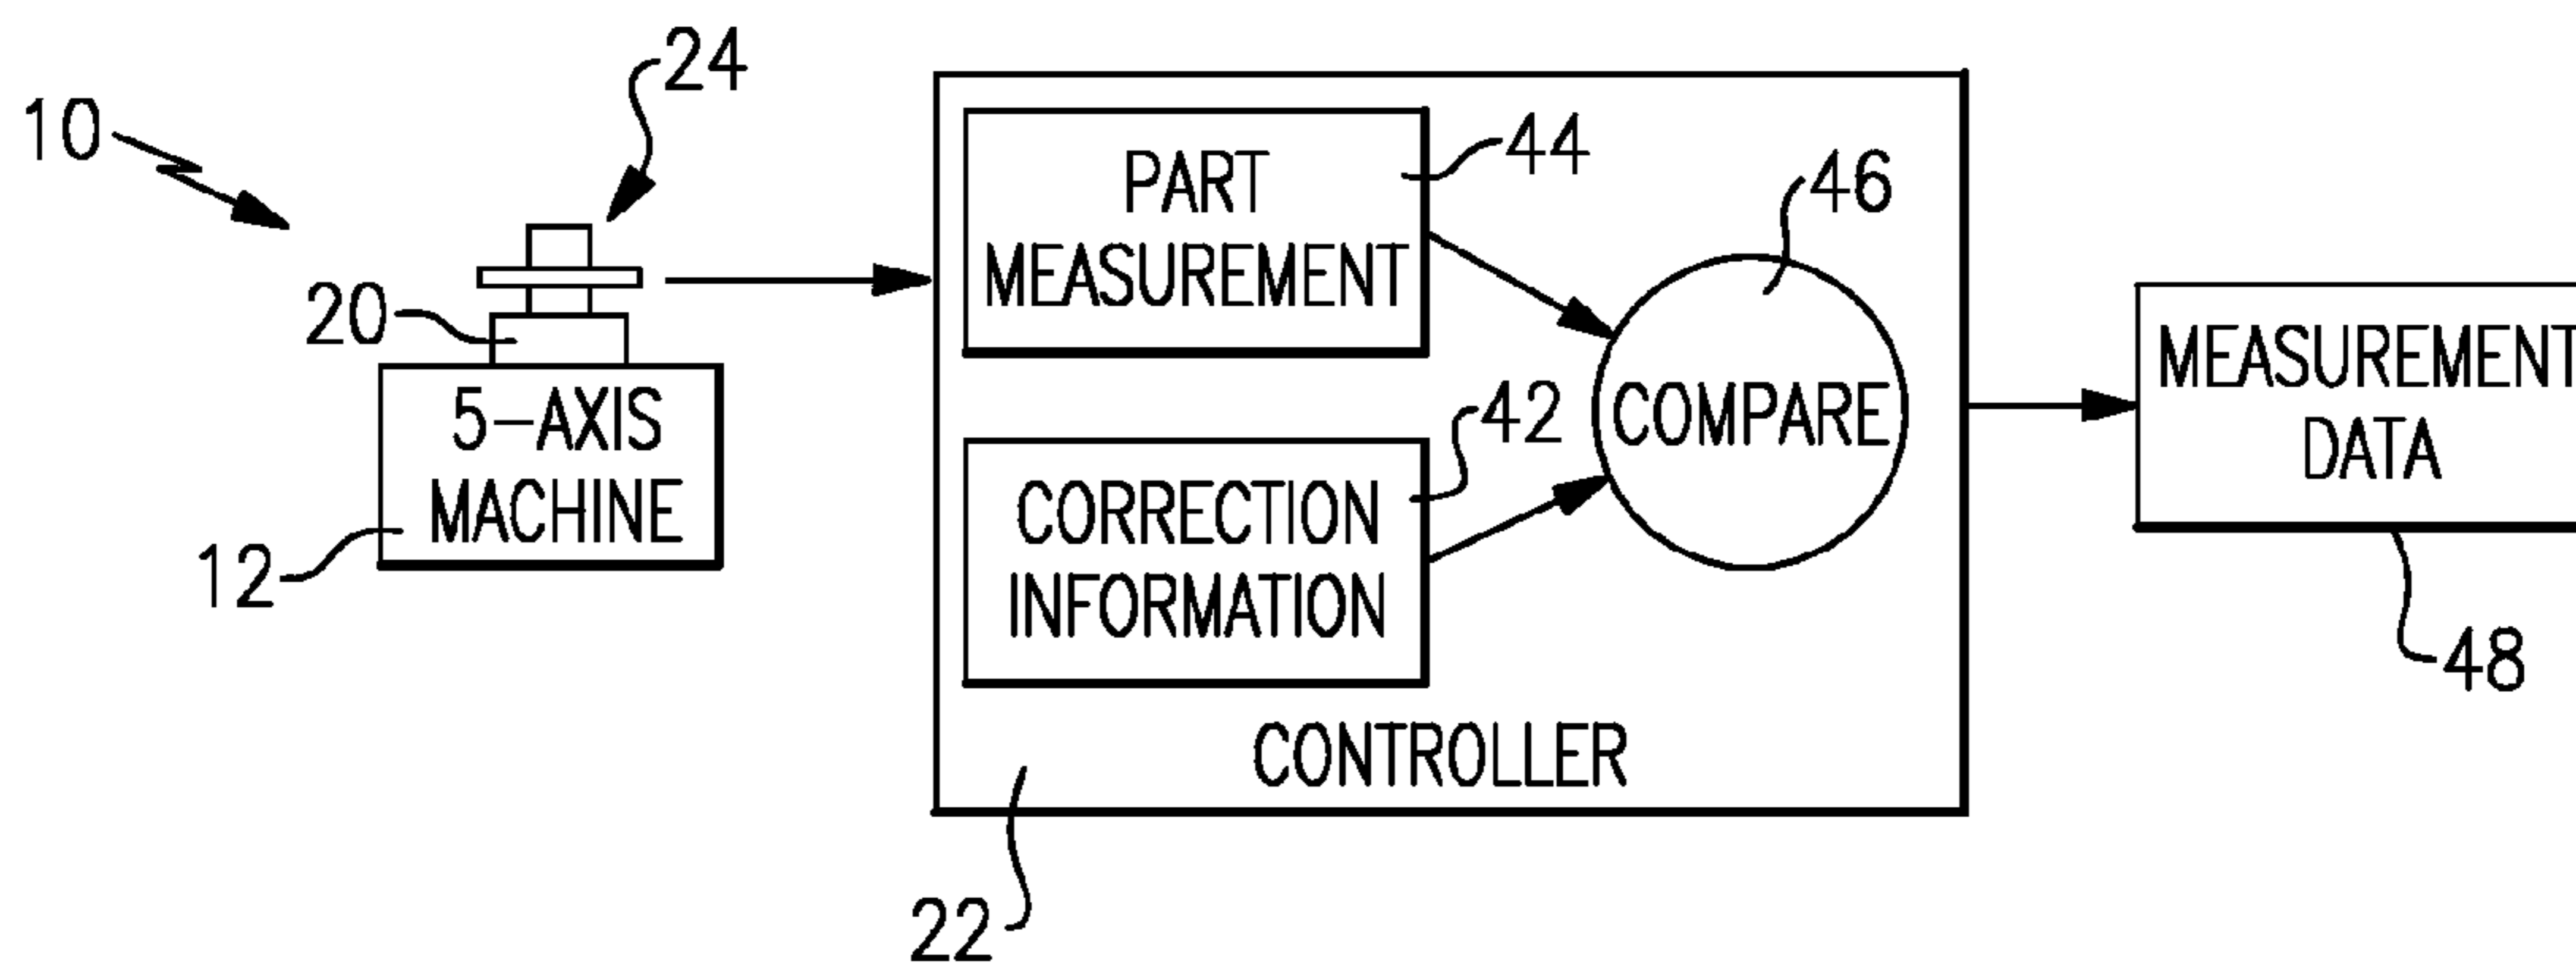 10
24
20
5-AXIS
MACHINE
12
PART
MEASUREMENT
44
46
COMPARE
42
CORRECTION
INFORMATION
CONTROLLER
22
MEASUREMENT
DATA
48